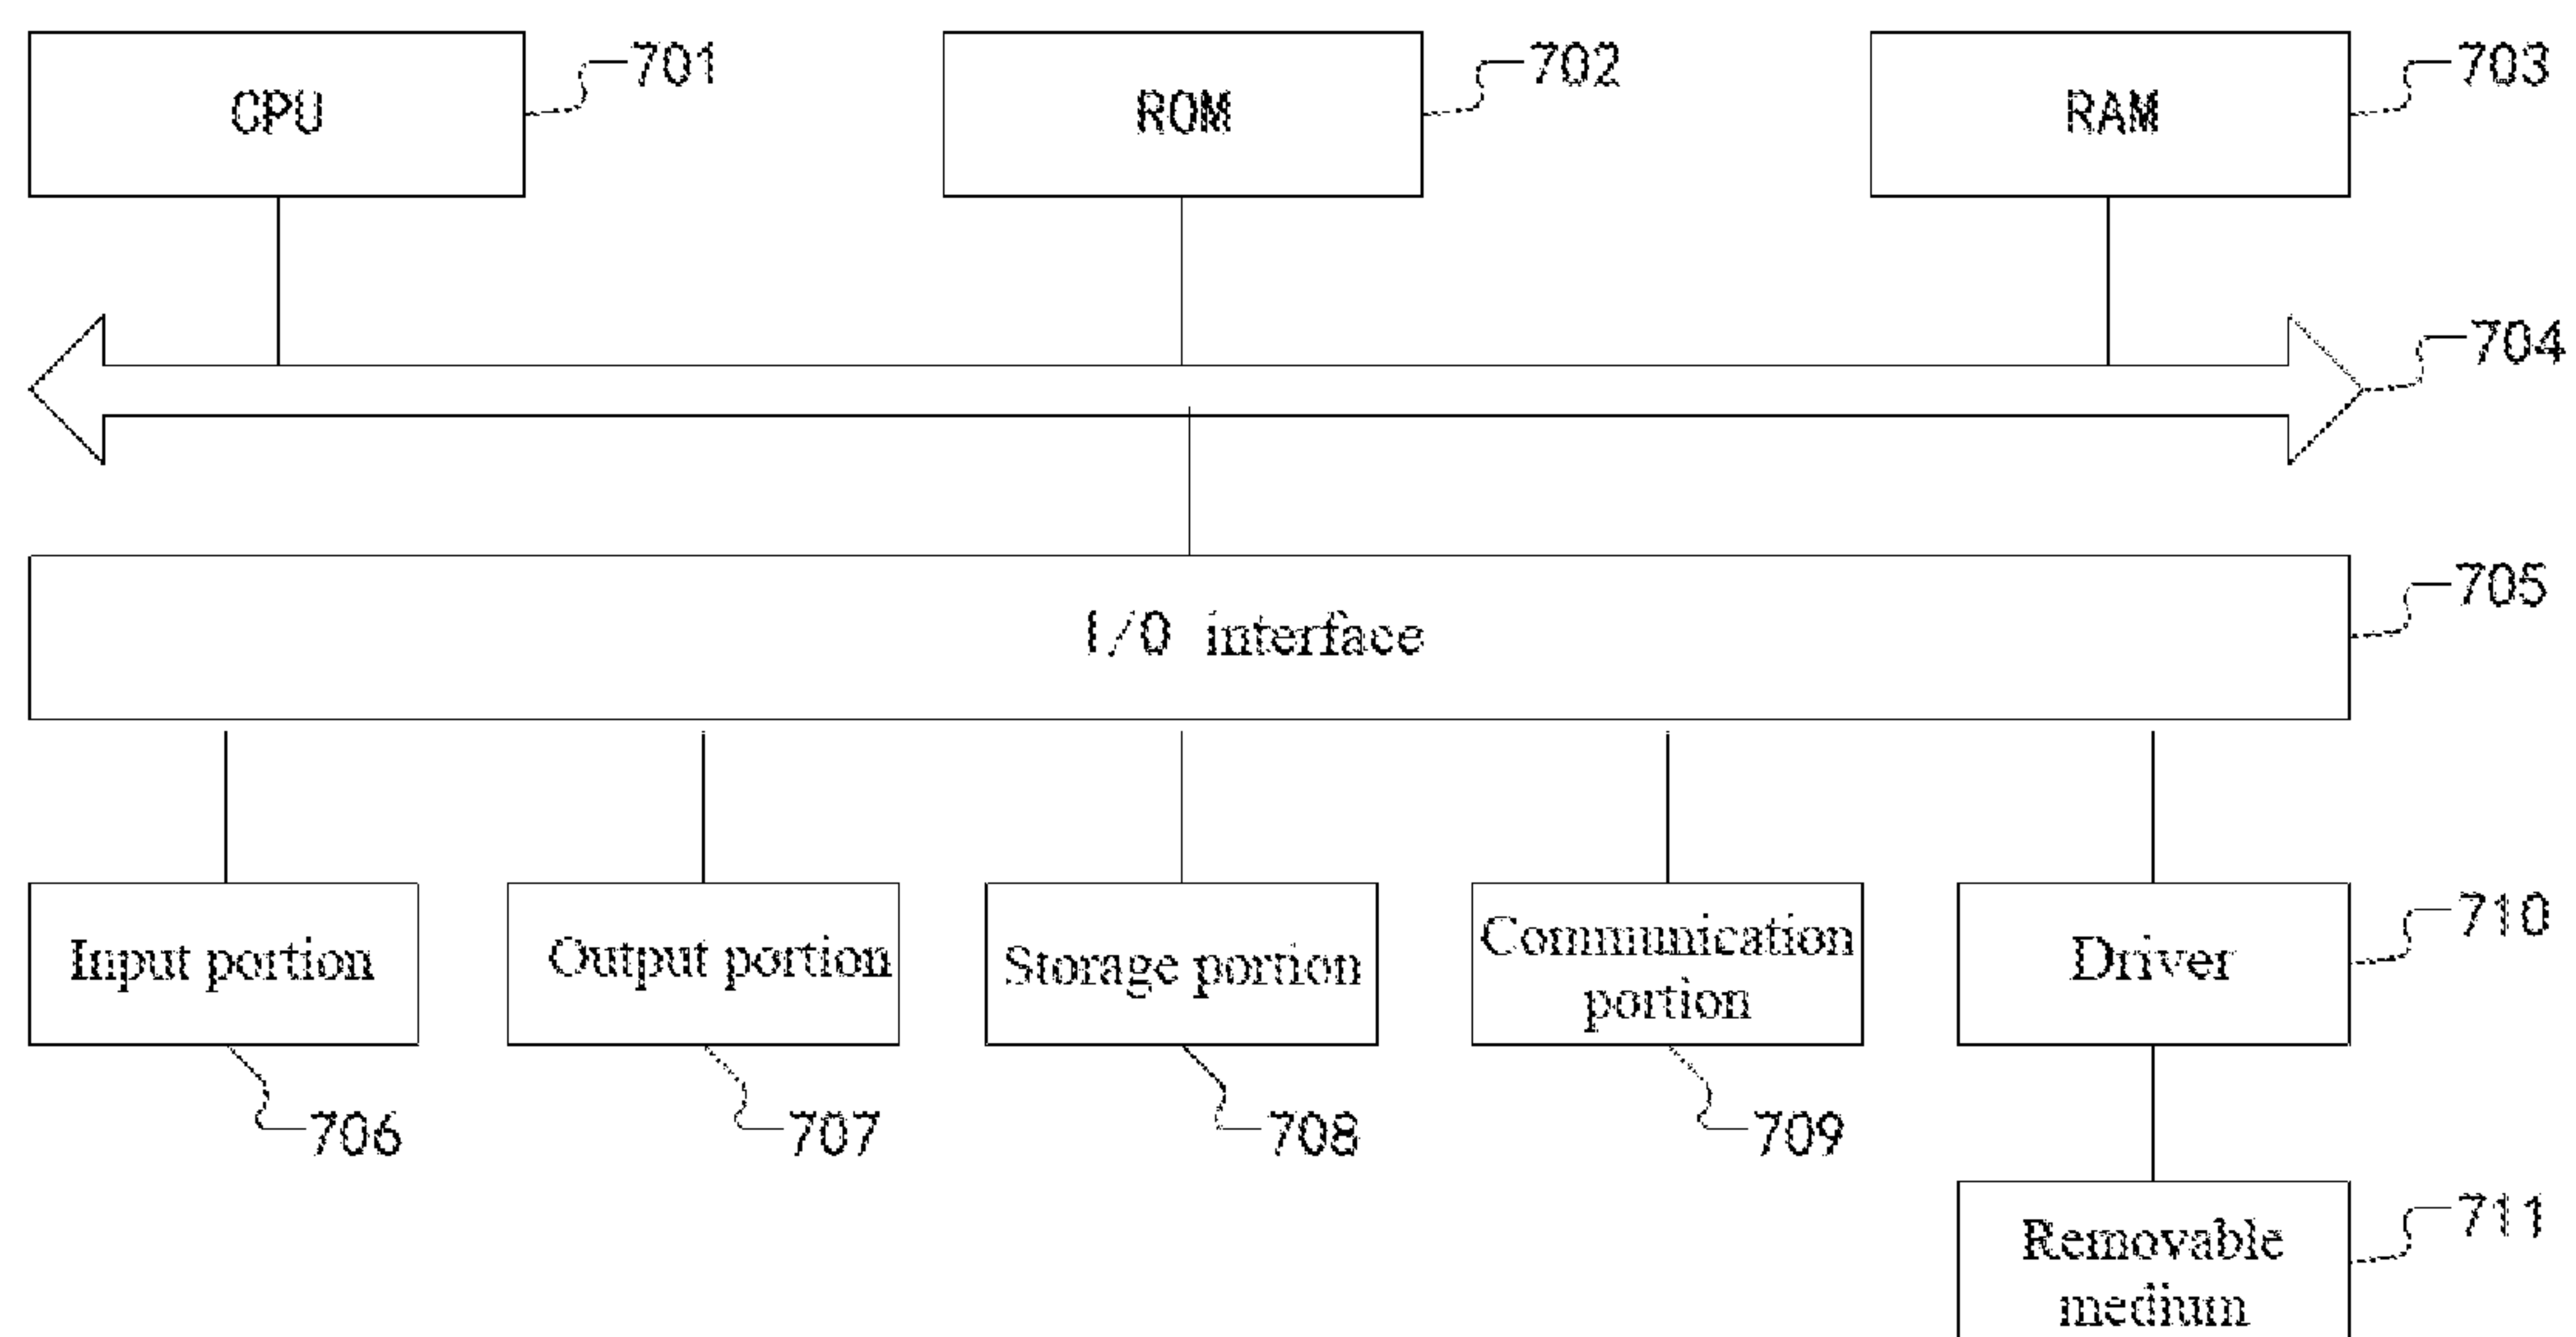 CPU
701
ROM
702
RAM
703
704
I/O interface
705
Input portion
706
Output portion
707
Storage portion
708
Communication
portion
709
Driver
710
Removable
medium
711